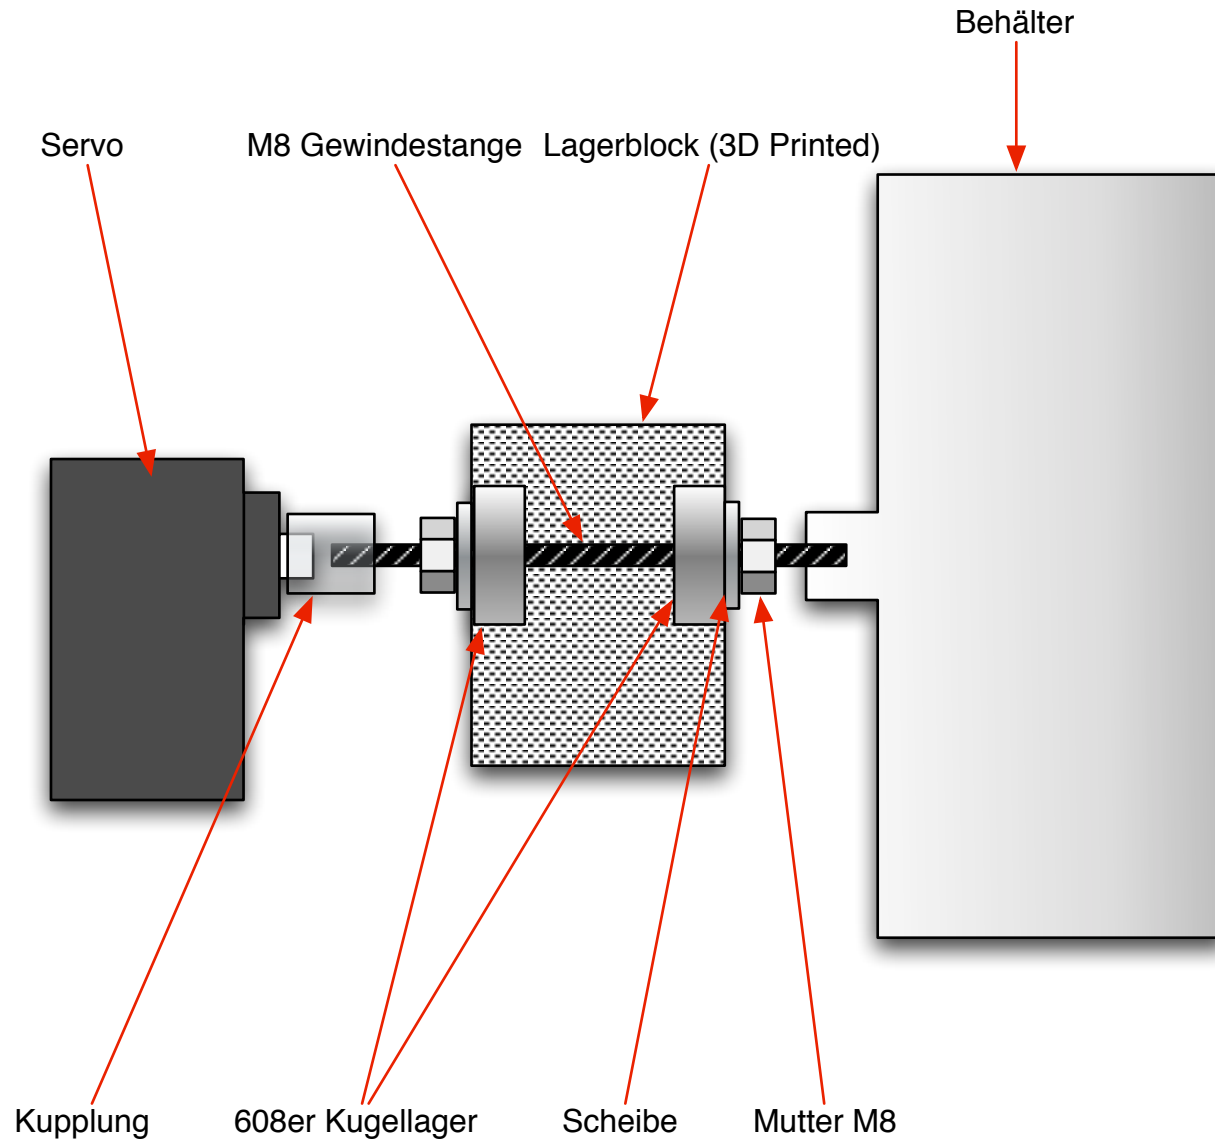 Behälter
Servo
M8 Gewindestange
Lagerblock (3D Printed)
Kupplung
608er Kugellager
Scheibe
Mutter M8